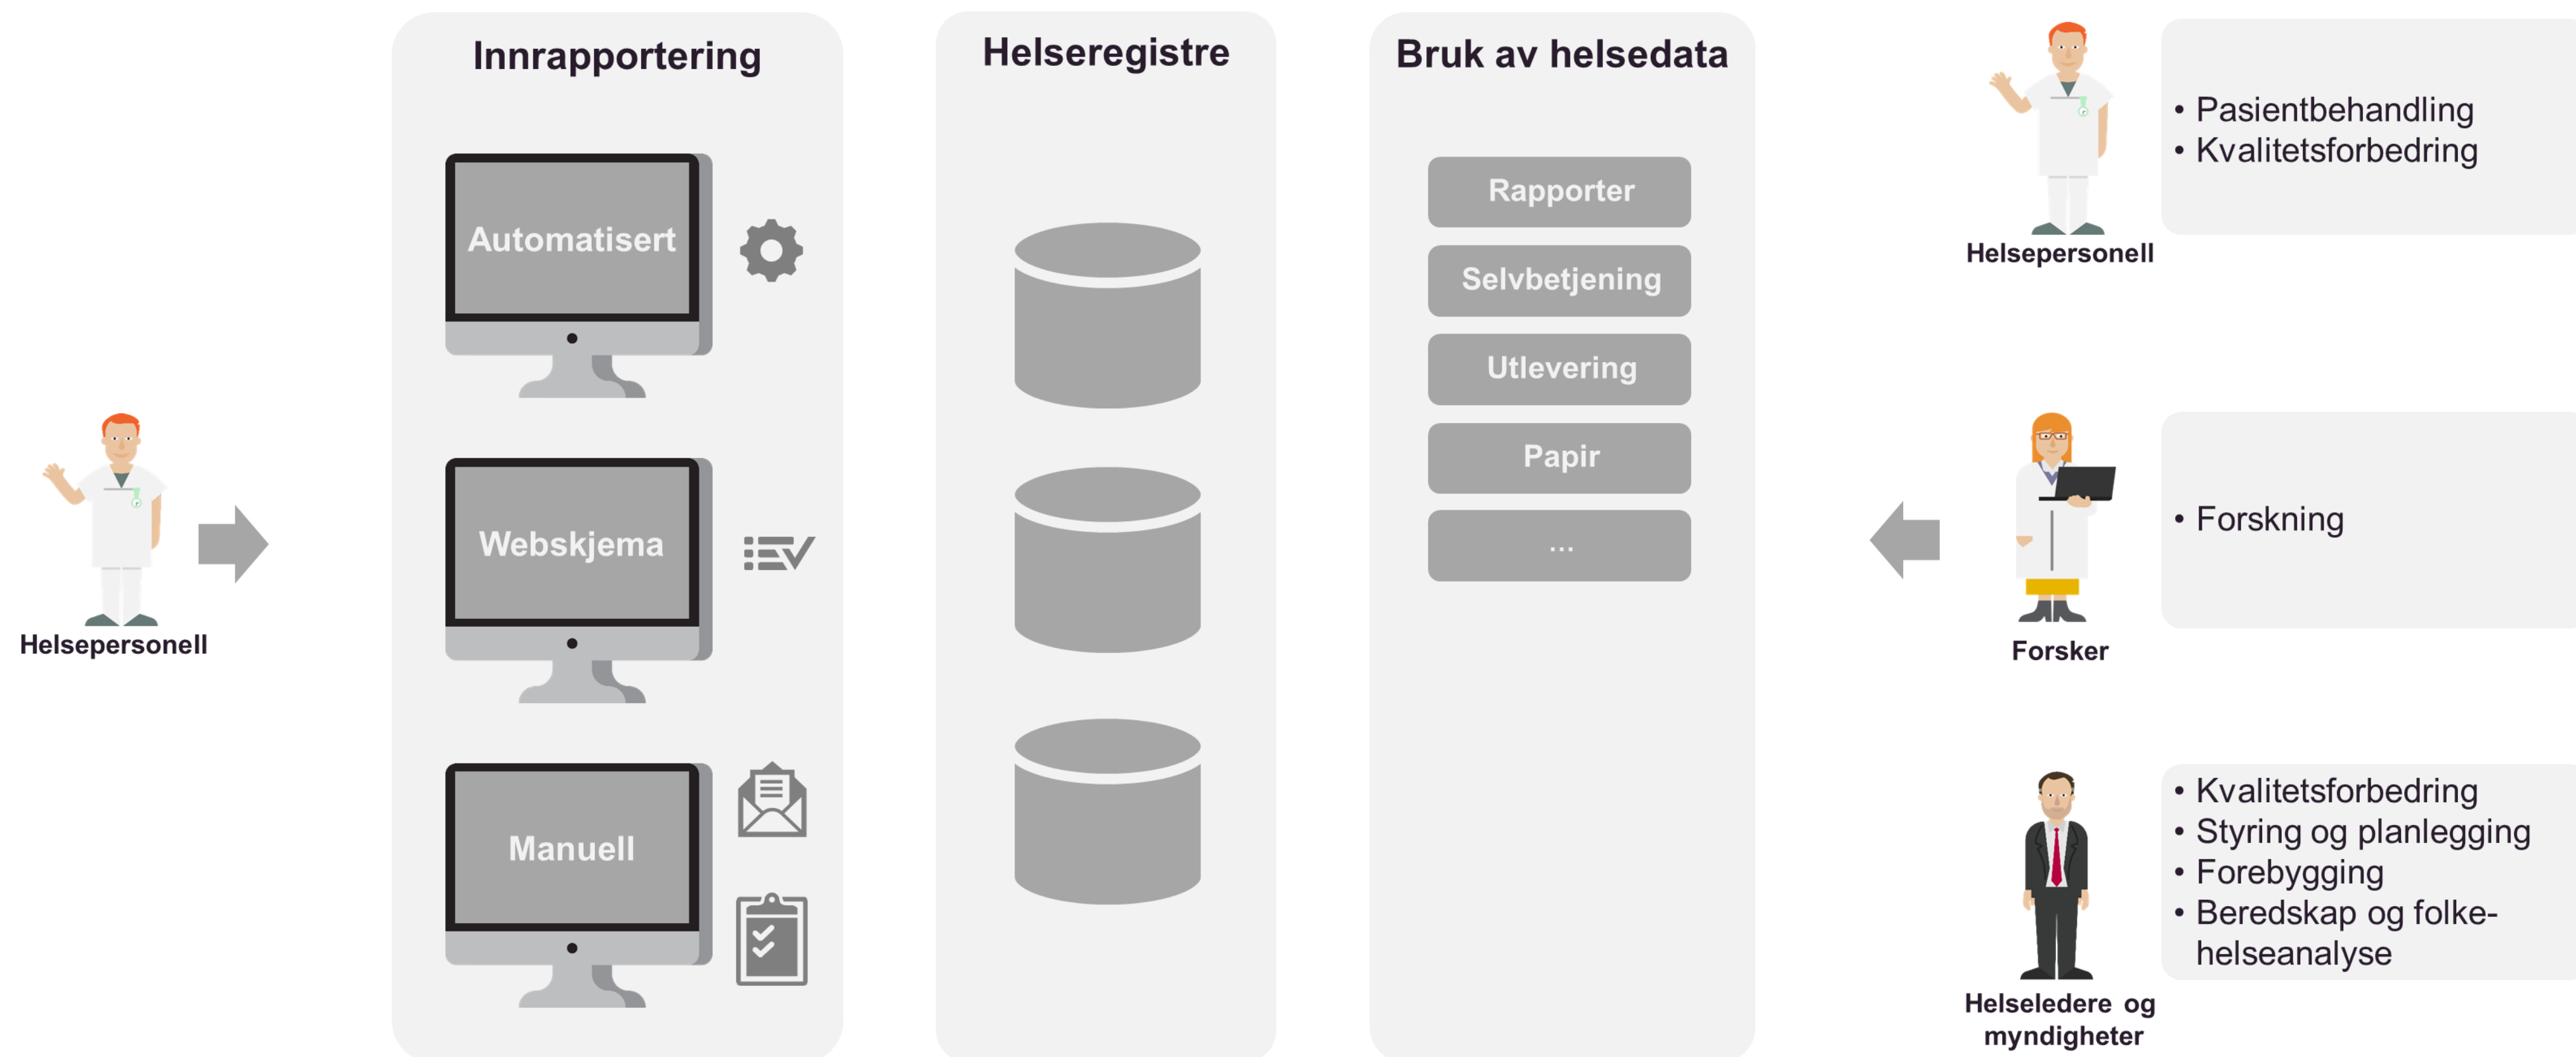 Helsepersonell
Innrapportering
Automatisert
Webskjema
Manuell
Helseregistre
Bruk av helsedata
Rapporter
Selvbetjening
Utlevering
Papir
...
Helsepersonell
• Pasientbehandling
• Kvalitetsforbedring
Forsker
• Forskning
Helseledere og
myndigheter
• Kvalitetsforbedring
• Styring og planlegging
• Forebygging
• Beredskap og folke-
helseanalyse